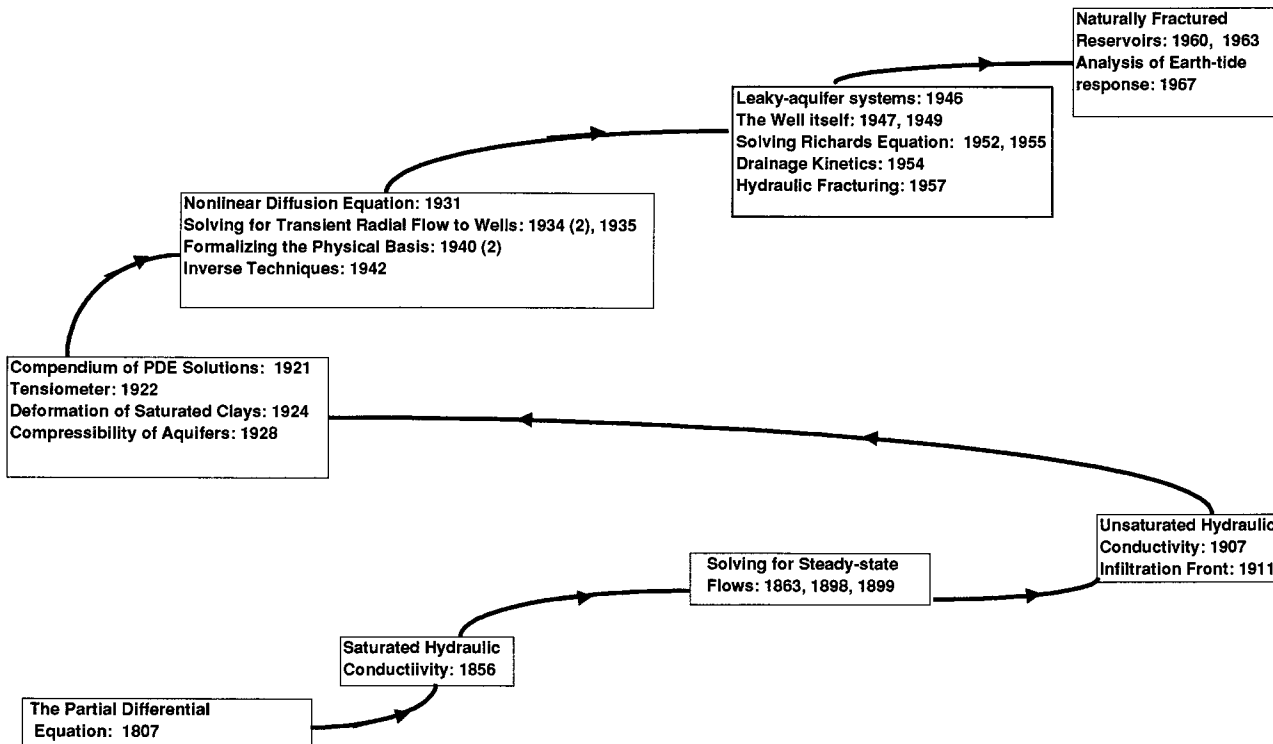 Naturally Fractured
Reservoirs: 1960, 1963
Analysis of Earth-tide
response: 1967
Leaky-aquifer systems: 1946
The Well itself: 1947, 1949
Solving Richards Equation: 1952, 1955
Drainage Kinetics: 1954
Hydraulic Fracturing: 1957
Nonlinear Diffusion Equation: 1931
Solving for Transient Radial Flow to Wells: 1934 (2), 1935
Formalizing the Physical Basis: 1940 (2)
Inverse Techniques: 1942
Compendium of PDE Solutions: 1921
Tensiometer: 1922
Deformation of Saturated Clays: 1924
Compressibility of Aquifers: 1928
Unsaturated Hydraulic
Conductivity: 1907
Infiltration Front: 1911
Solving for Steady-state
Flows: 1863, 1898, 1899
Saturated Hydraulic
Conductiivity: 1856
The Partial Differential
Equation: 1807